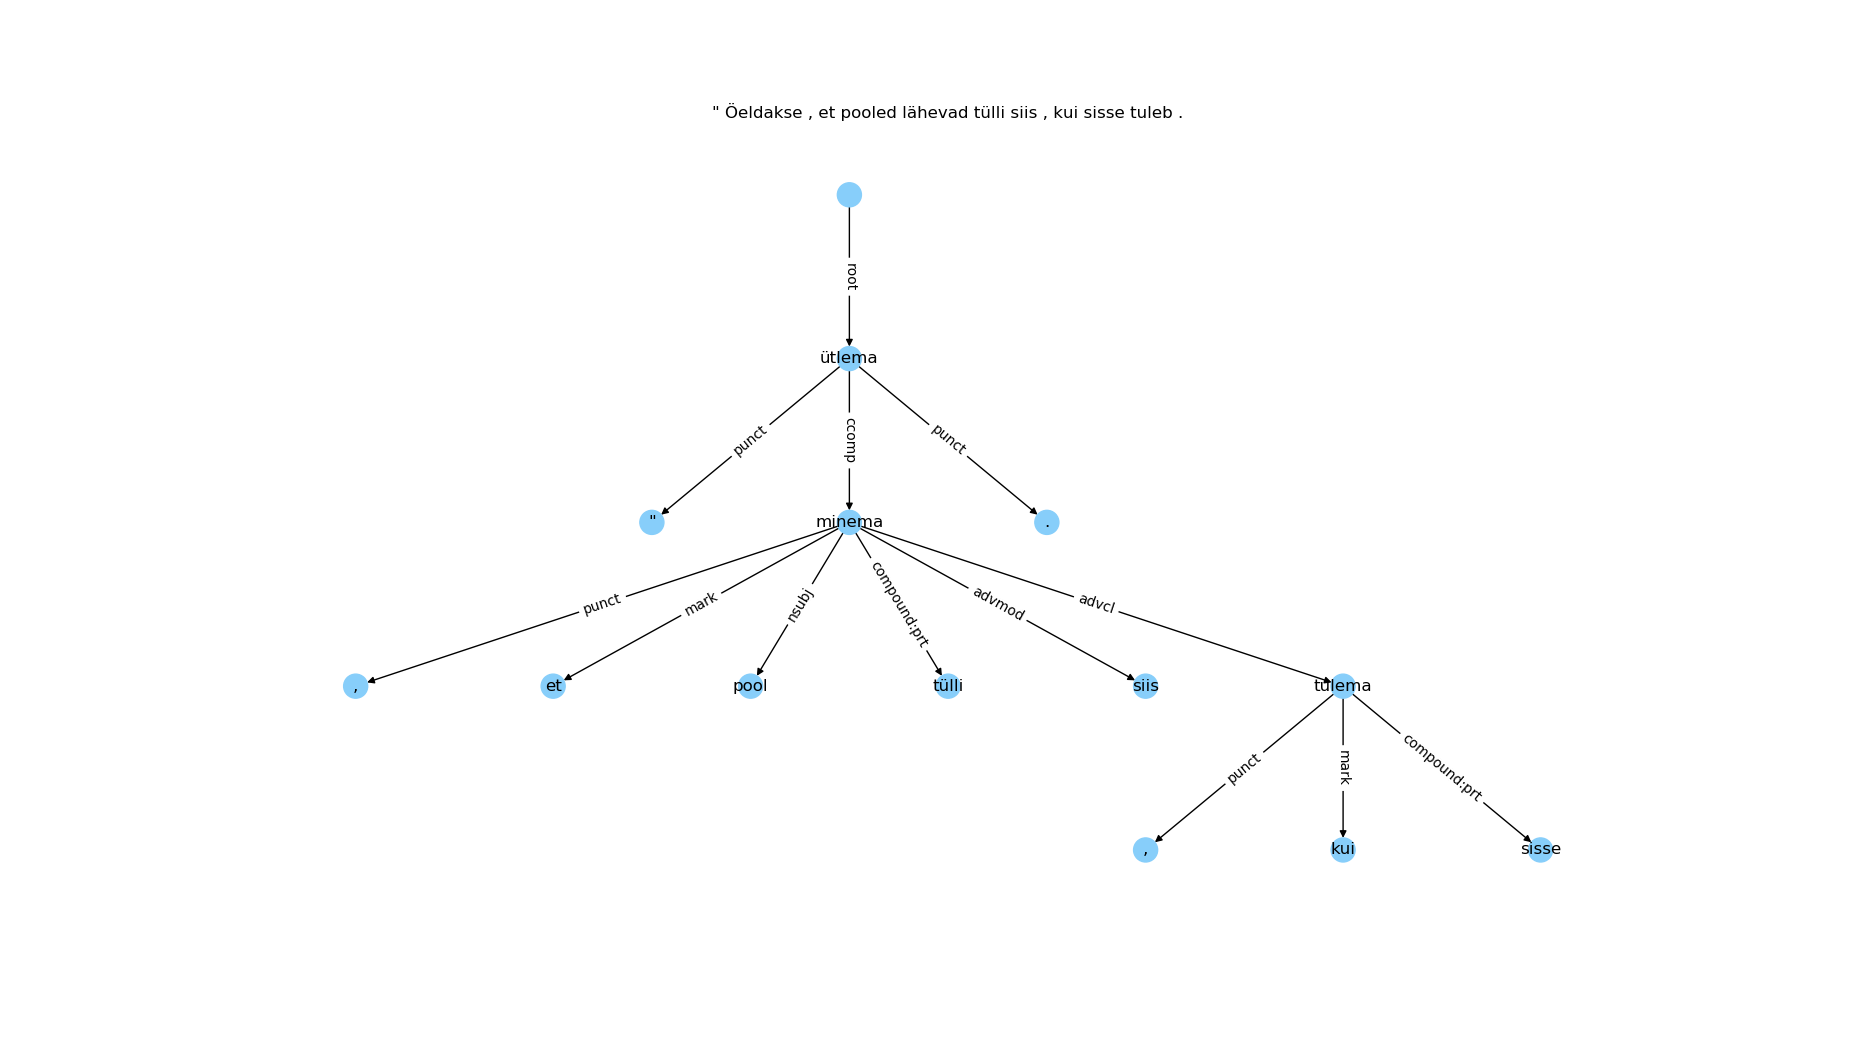 " Öeldakse , et pooled lähevad tülli siis , kui sisse tuleb .
root
ütlema
punct ccomp punct
" minema .
punct mark nsubj compound:prt advmod advcl
, et pool tülli siis tulema
punct mark compound:prt
, kui sisse